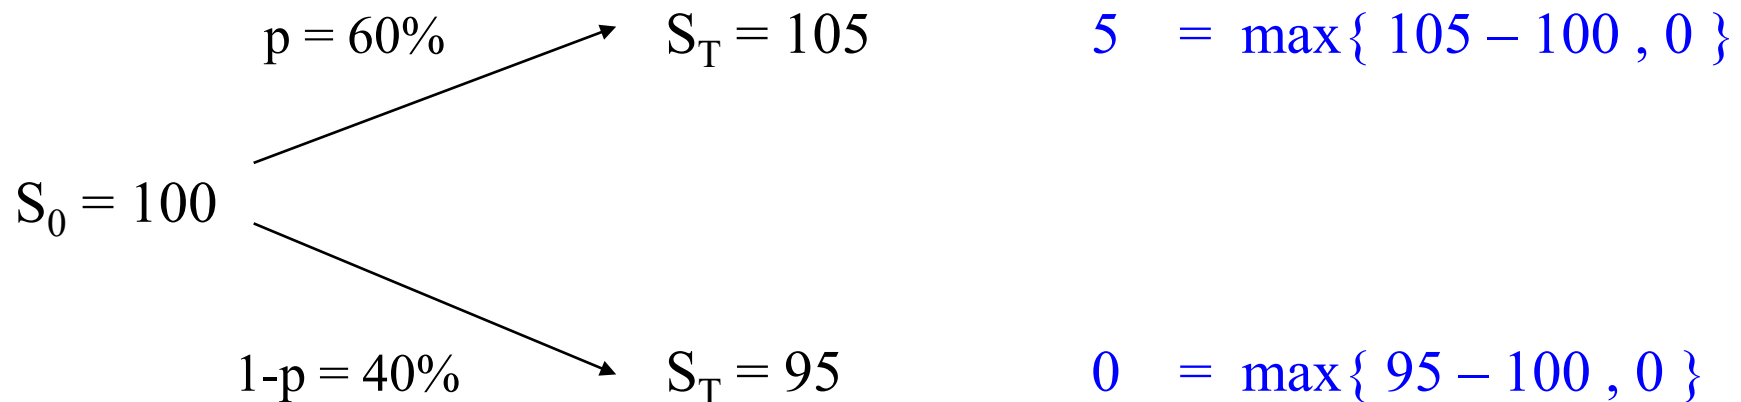 p = 60% S_T = 105 5 = max{ 105 – 100 , 0 }
S_0 = 100
1-p = 40% S_T = 95 0 = max{ 95 – 100 , 0 }